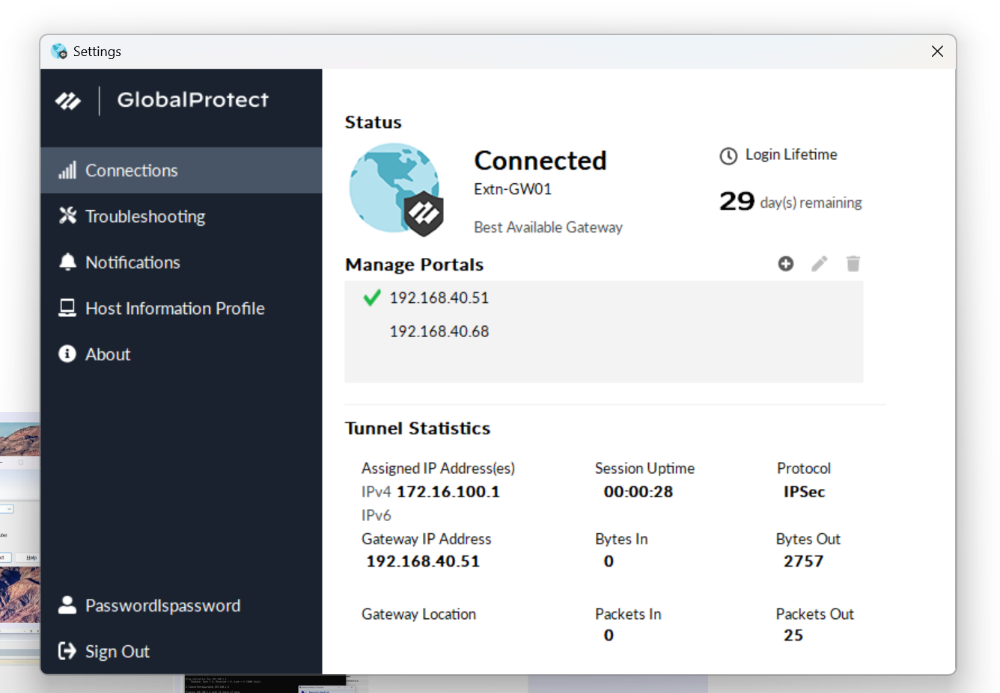 Settings
GlobalProtect
Connections
Troubleshooting
Notifications
Host Information Profile
About
PasswordIspassword
Sign Out
Status
Connected
Extn-GW01
Best Available Gateway
Login Lifetime
29 day(s) remaining
Manage Portals
192.168.40.51
192.168.40.68
Tunnel Statistics
Assigned IP Address(es)
IPv4 172.16.100.1
IPv6
Session Uptime
00:00:28
Protocol
IPSec
Gateway IP Address
192.168.40.51
Bytes In
0
Bytes Out
2757
Gateway Location
Packets In
0
Packets Out
25
Help